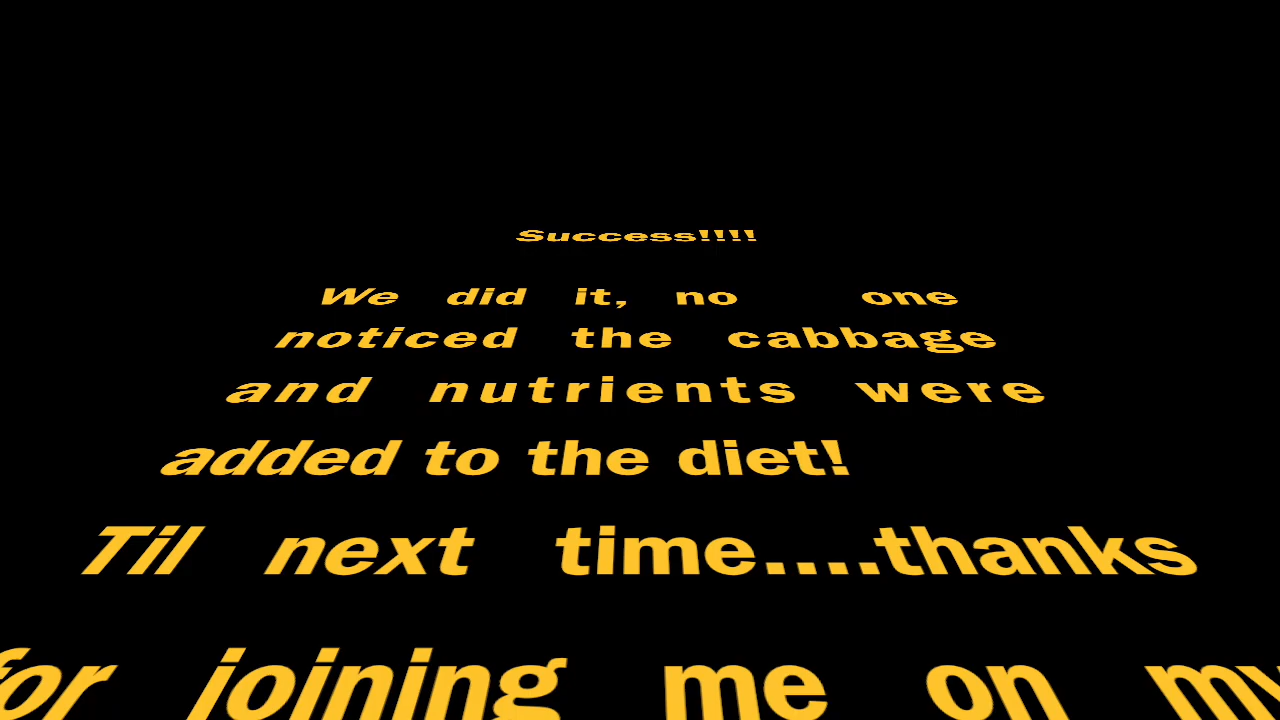 Success!!!!
We did it, no one
noticed the cabbage
and nutrients were
added to the diet!
Til next time....thanks
for joining me on my